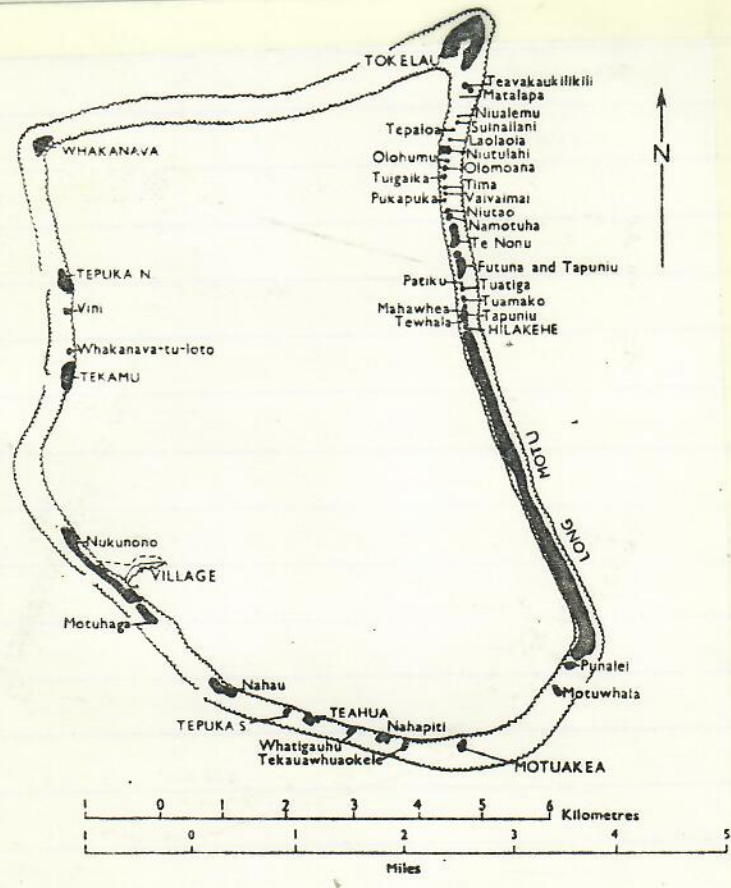 TOKELAU
Teavakaukilikili
Matalapa
Niualemu
Suinailani
Tepaloa
Laolaoia
Olohumu
Niutulahi
Olomoana
Tuigaika
Tima
Pukapuka
Vaivaimai
Niutao
Namotuha
Te Nonu
Futuna and Tapuniu
Patiku
Tuatiga
Tuamako
Mahawhea
Tapuniu
Tewhala
HILAKEHE
N
WHAKANAVA
TEPUKA N.
Vini
Whakanava-tu-loto
TEKAMU
LONG MOTU
Nukunono
VILLAGE
Motuhaga
Punalei
Motuwhala
Nahau
TEPUKA S
TEAHUA
Nahapiti
Whatigauhu
Tekauawhuaokele
MOTUAKEA
1 0 1 2 3 4 5 6 Kilometres
1 0 1 2 3 4 5
Miles